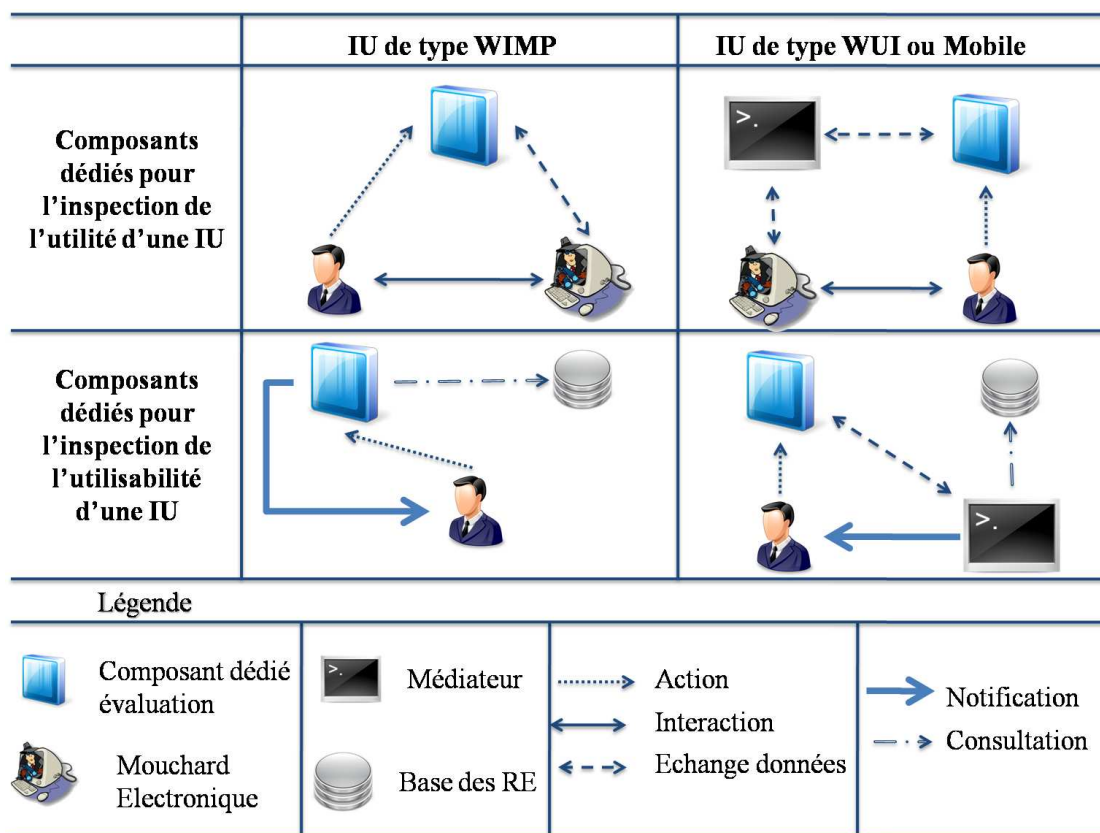 IU de type WIMP
IU de type WUI ou Mobile
Composants
dédiés pour
l'inspection de
l'utilité d'une IU
>.
Composants
dédiés pour
l'inspection de
l'utilisabilité
d'une IU
>.
Légende
Composant dédié
évaluation
>.
Médiateur
Action
Interaction
Echange données
Notification
Consultation
Mouchard
Electronique
Base des RE